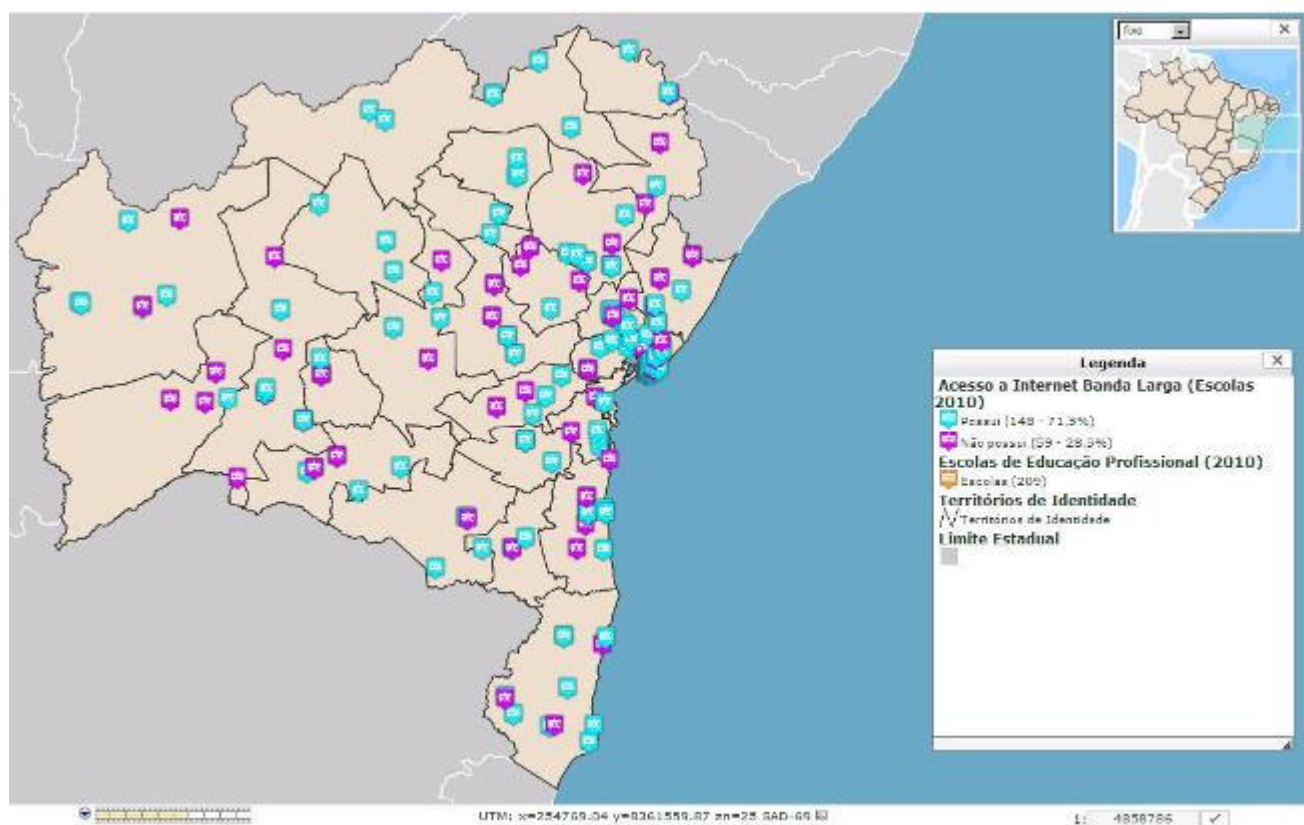 Legenda
Acesso a Internet Banda Larga (Escolas
2010)
Possui (148 - 71,5%)
Não possui (59 - 28,5%)
Escolas de Educação Profissional (2010)
Escolas (209)
Territórios de Identidade
Territórios de Identidade
Limite Estadual
UTM: x=254769.04 y=8361559.87 zn=25 SAD-69
1: 4858786